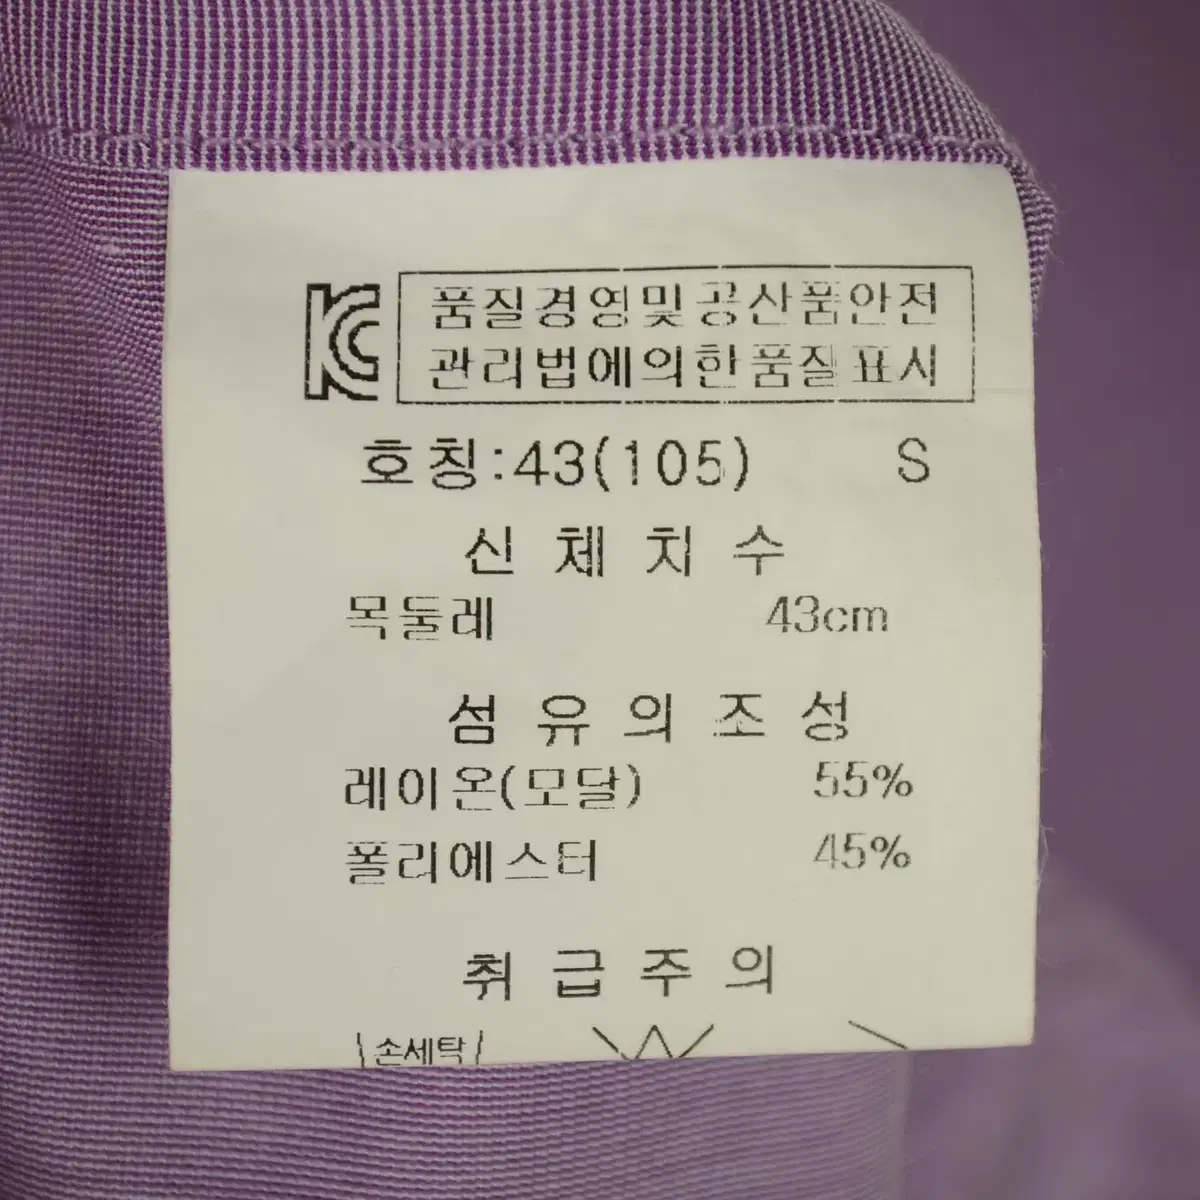 KC 품질경영및공산품안전
관리법에의한품질표시
호칭:43(105) S
신체치수
목둘레 43cm
섬유의조성
레이온(모달) 55%
폴리에스터 45%
취급주의
손세탁